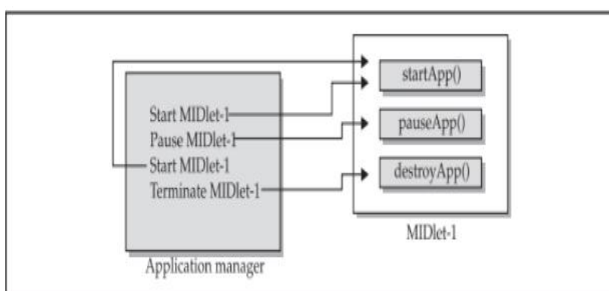 Start MIDlet-1
Pause MIDlet-1
Start MIDlet-1
Terminate MIDlet-1
Application manager
startApp()
pauseApp()
destroyApp()
MIDlet-1